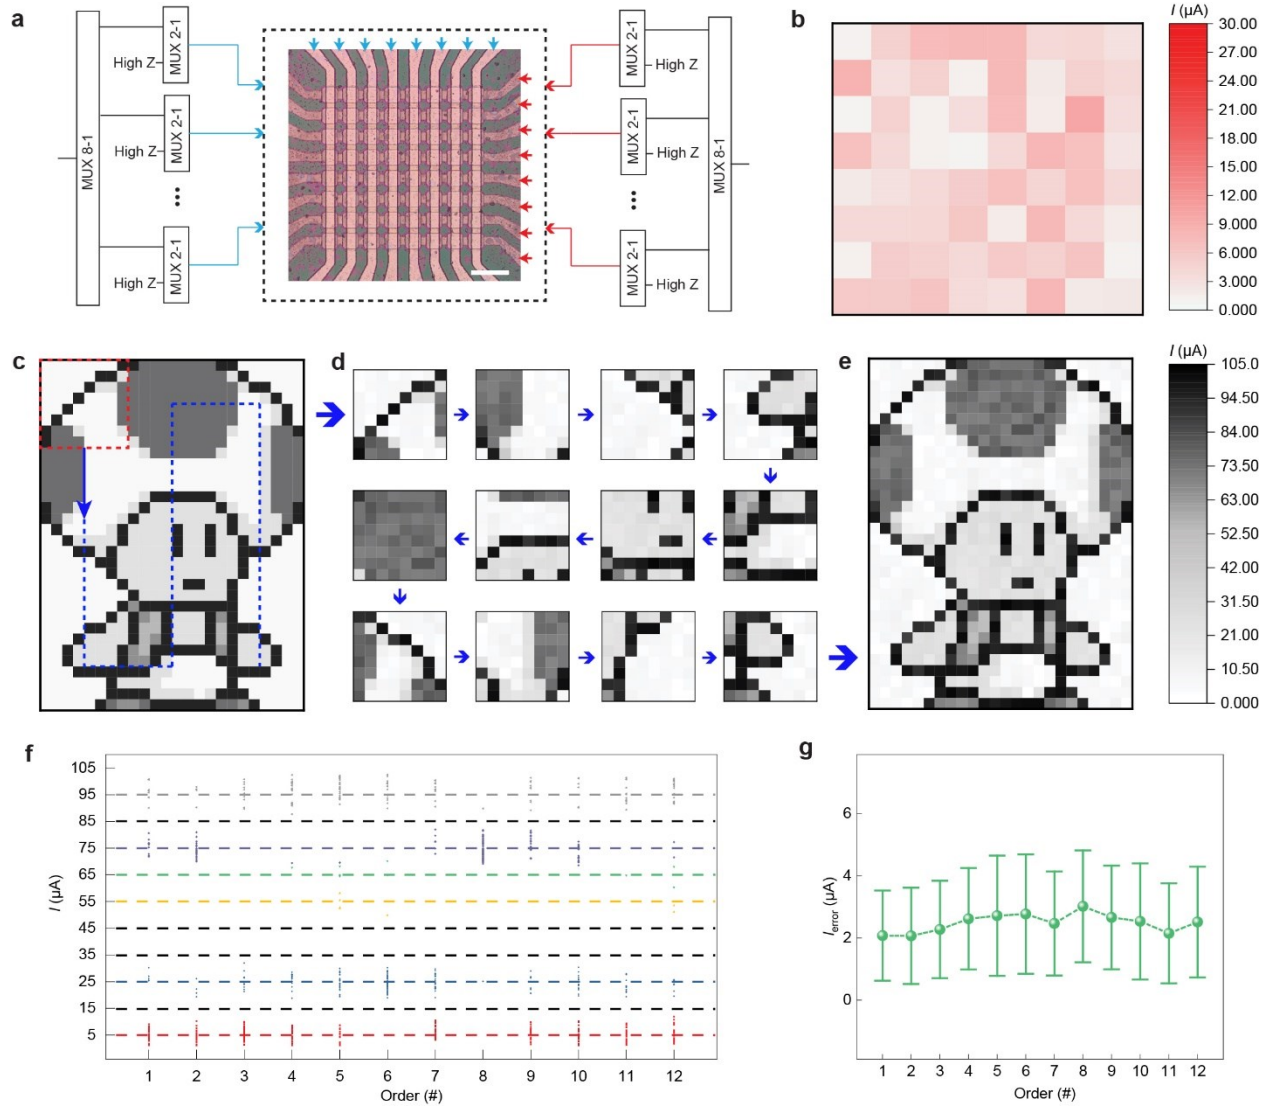 a
MUX 8-1
MUX 2-1
High Z
MUX 2-1
High Z
...
MUX 2-1
High Z
MUX 2-1
High Z
MUX 2-1
High Z
...
MUX 2-1
High Z
MUX 8-1
b
I (µA)
30.00
27.00
24.00
21.00
18.00
15.00
12.00
9.000
6.000
3.000
0.000
c
d
e
I (µA)
105.0
94.50
84.00
73.50
63.00
52.50
42.00
31.50
21.00
10.50
0.000
f
I (µA)
105
95
85
75
65
55
45
35
25
15
5
1 2 3 4 5 6 7 8 9 10 11 12
Order (#)
g
I error (µA)
6
4
2
0
1 2 3 4 5 6 7 8 9 10 11 12
Order (#)